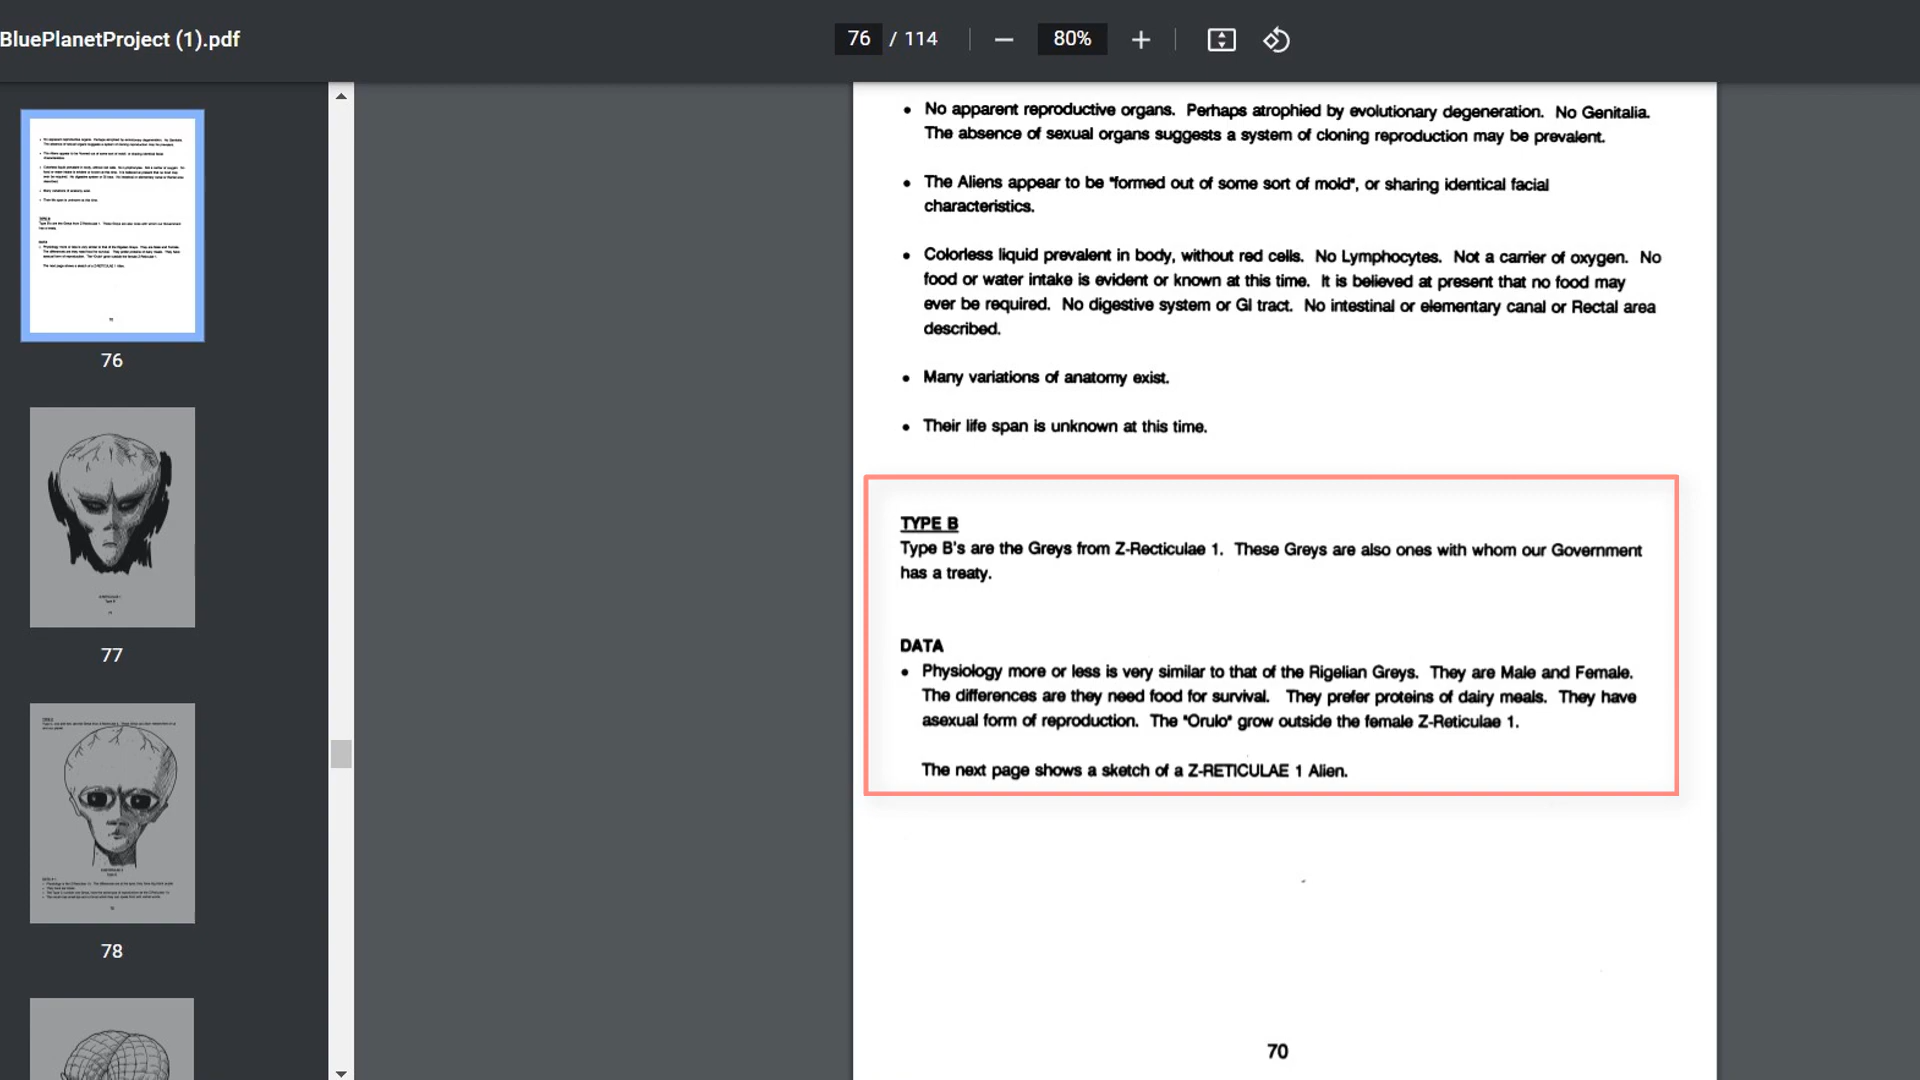 BluePlanetProject (1).pdf
76 / 114
80%
76
77
78
• No apparent reproductive organs. Perhaps atrophied by evolutionary degeneration. No Genitalia.
The absence of sexual organs suggests a system of cloning reproduction may be prevalent.
• The Aliens appear to be "formed out of some sort of mold", or sharing identical facial
characteristics.
• Colorless liquid prevalent in body, without red cells. No Lymphocytes. Not a carrier of oxygen. No
food or water intake is evident or known at this time. It is believed at present that no food may
ever be required. No digestive system or GI tract. No intestinal or elementary canal or Rectal area
described.
• Many variations of anatomy exist.
• Their life span is unknown at this time.
TYPE B
Type B's are the Greys from Z-Recticulae 1. These Greys are also ones with whom our Government
has a treaty.
DATA
• Physiology more or less is very similar to that of the Rigelian Greys. They are Male and Female.
The differences are they need food for survival. They prefer proteins of dairy meals. They have
asexual form of reproduction. The "Orulo" grow outside the female Z-Reticulae 1.
The next page shows a sketch of a Z-RETICULAE 1 Alien.
70